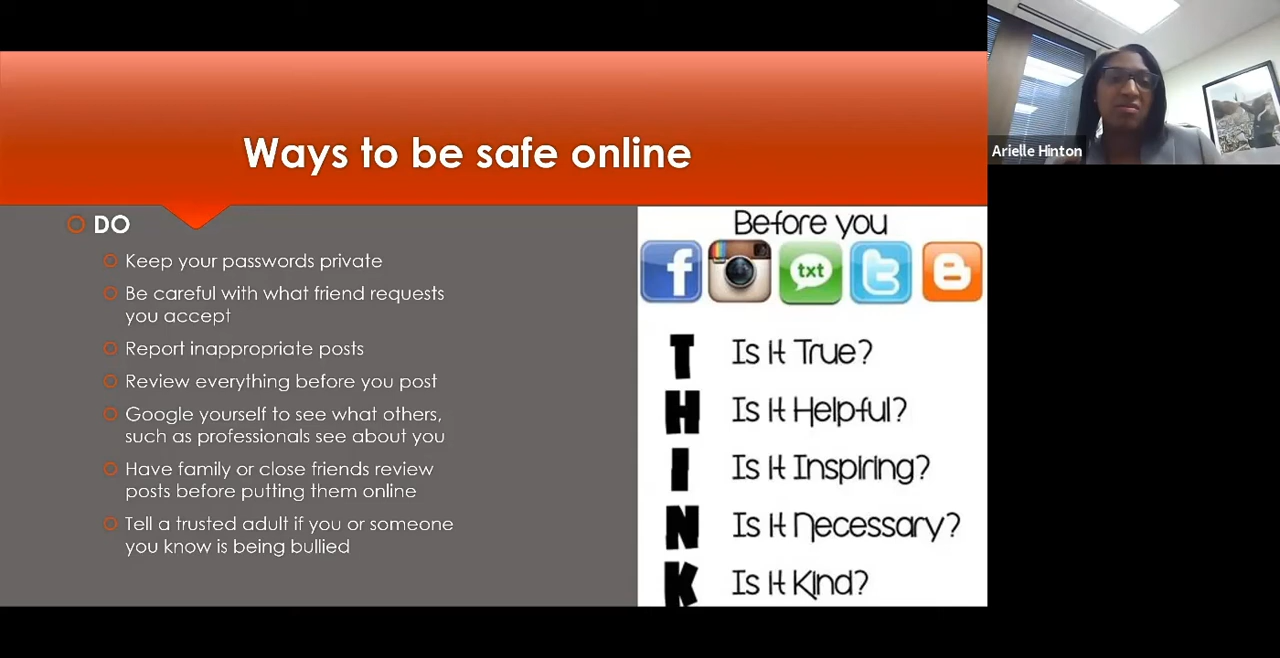 Ways to be safe online
DO
Keep your passwords private
Be careful with what friend requests
you accept
Report inappropriate posts
Review everything before you post
Google yourself to see what others,
such as professionals see about you
Have family or close friends review
posts before putting them online
Tell a trusted adult if you or someone
you know is being bullied
Before you
f
txt
t
B
T Is It True?
H Is It Helpful?
I Is It Inspiring?
N Is It Necessary?
K Is It Kind?
Arielle Hinton